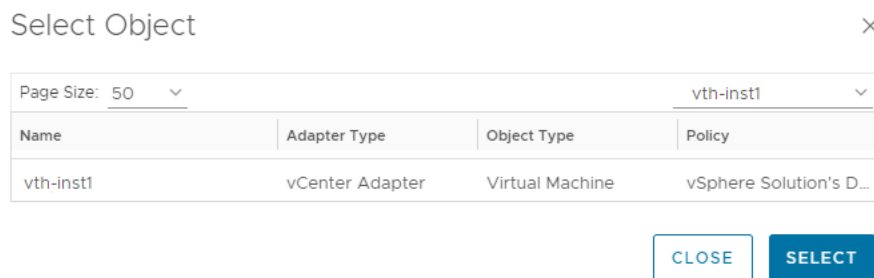 Select Object
Page Size: 50 vth-inst1
Name Adapter Type Object Type Policy
vth-inst1 vCenter Adapter Virtual Machine vSphere Solution's D...
CLOSE SELECT